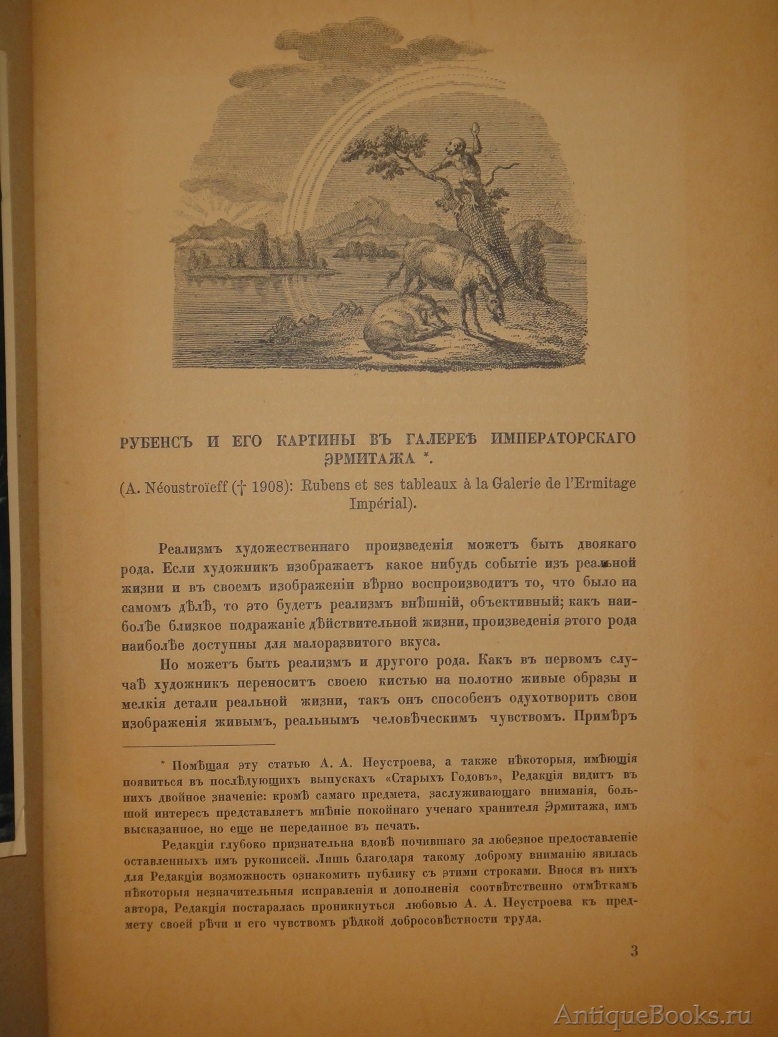 РУБЕНСЪ И ЕГО КАРТИНЫ ВЪ ГАЛЕРЕѢ ИМПЕРАТОРСКАГО
ЭРМИТАЖА *.
(A. Néoustroïeff († 1908): Rubens et ses tableaux à la Galerie de l'Ermitage
Impérial).
Реализмъ художественнаго произведенія можетъ быть двоякаго
рода. Если художникъ изображаетъ какое нибудь событіе изъ реальной
жизни и въ своемъ изображеніи вѣрно воспроизводитъ то, что было на
самомъ дѣлѣ, то это будетъ реализмъ внѣшній, объективный; какъ наи-
болѣе близкое подражаніе дѣйствительной жизни, произведенія этого рода
наиболѣе доступны для малоразвитого вкуса.
Но можетъ быть реализмъ и другого рода. Какъ въ первомъ слу-
чаѣ художникъ переноситъ своею кистью на полотно живые образы и
мелкія детали реальной жизни, такъ онъ способенъ одухотворить свои
изображенія живымъ, реальнымъ человѣческимъ чувствомъ. Примѣръ
* Помѣщая эту статью А. А. Неустроева, а также нѣкоторыя, имѣющія
появиться въ послѣдующихъ выпускахъ «Старыхъ Годовъ», Редакція видитъ въ
нихъ двойное значеніе: кромѣ самаго предмета, заслуживающаго вниманія, боль-
шой интересъ представляетъ мнѣніе покойнаго ученаго хранителя Эрмитажа, имъ
высказанное, но еще не переданное въ печать.
Редакція глубоко признательна вдовѣ почившаго за любезное предоставленіе
оставленныхъ имъ рукописей. Лишь благодаря такому доброму вниманію явилась
для Редакціи возможность ознакомить публику съ этими строками. Внося въ нихъ
нѣкоторыя незначительныя исправленія и дополненія соотвѣтственно отмѣткамъ
автора, Редакція постаралась проникнуться любовью А. А. Неустроева къ пред-
мету своей рѣчи и его чувствомъ рѣдкой добросовѣстности труда.
3
AntiqueBooks.ru